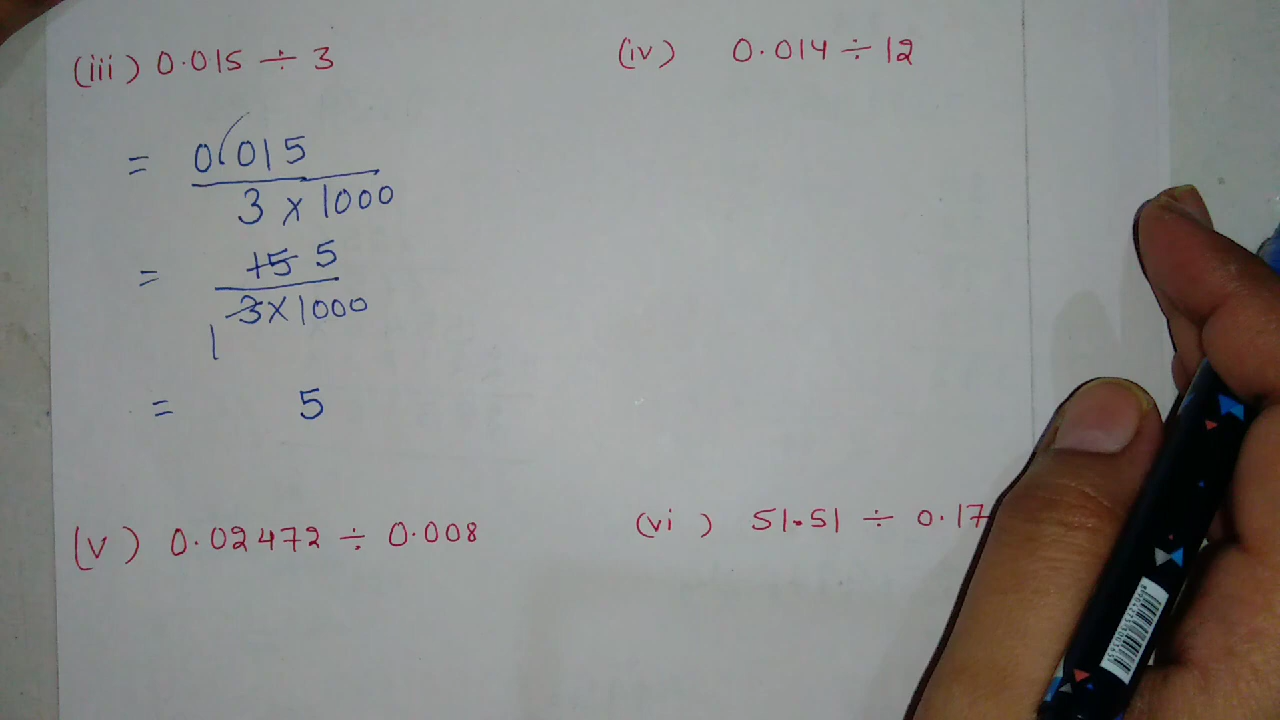 (iii) 0.015 ÷ 3
= 0.015
3 × 1000
= 15 5
3 × 1000
1
= 5
(iv) 0.014 ÷ 12
(v) 0.02472 ÷ 0.008
(vi) 51.51 ÷ 0.17